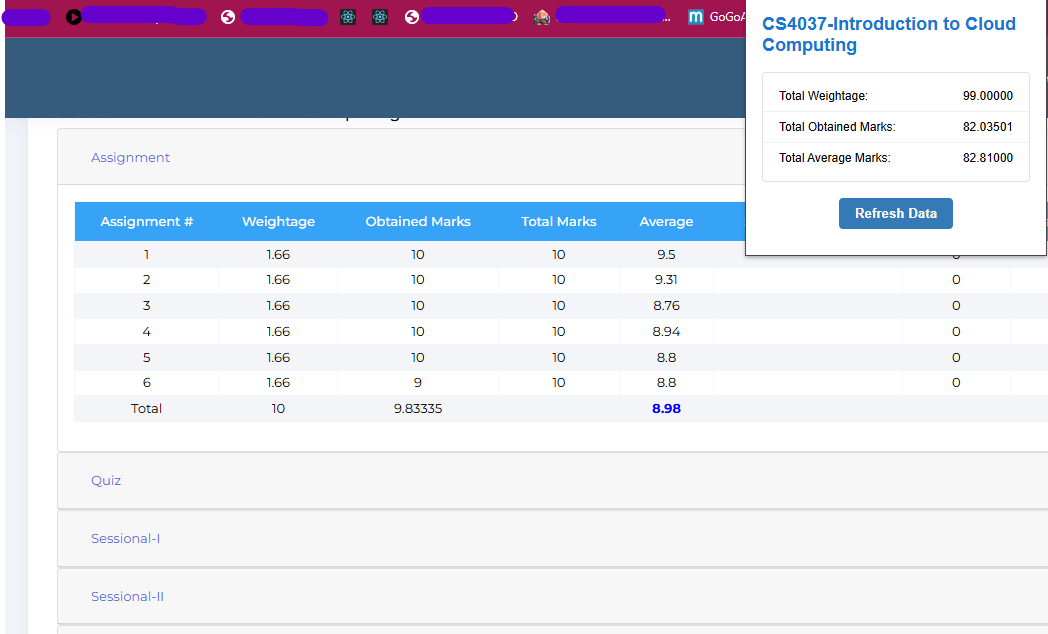 GoGoA
CS4037-Introduction to Cloud
Computing
Total Weightage: 99.00000
Total Obtained Marks: 82.03501
Total Average Marks: 82.81000
Refresh Data
Assignment
Assignment # Weightage Obtained Marks Total Marks Average
1 1.66 10 10 9.5
2 1.66 10 10 9.31 0
3 1.66 10 10 8.76 0
4 1.66 10 10 8.94 0
5 1.66 10 10 8.8 0
6 1.66 9 10 8.8 0
Total 10 9.83335 8.98
Quiz
Sessional-I
Sessional-II